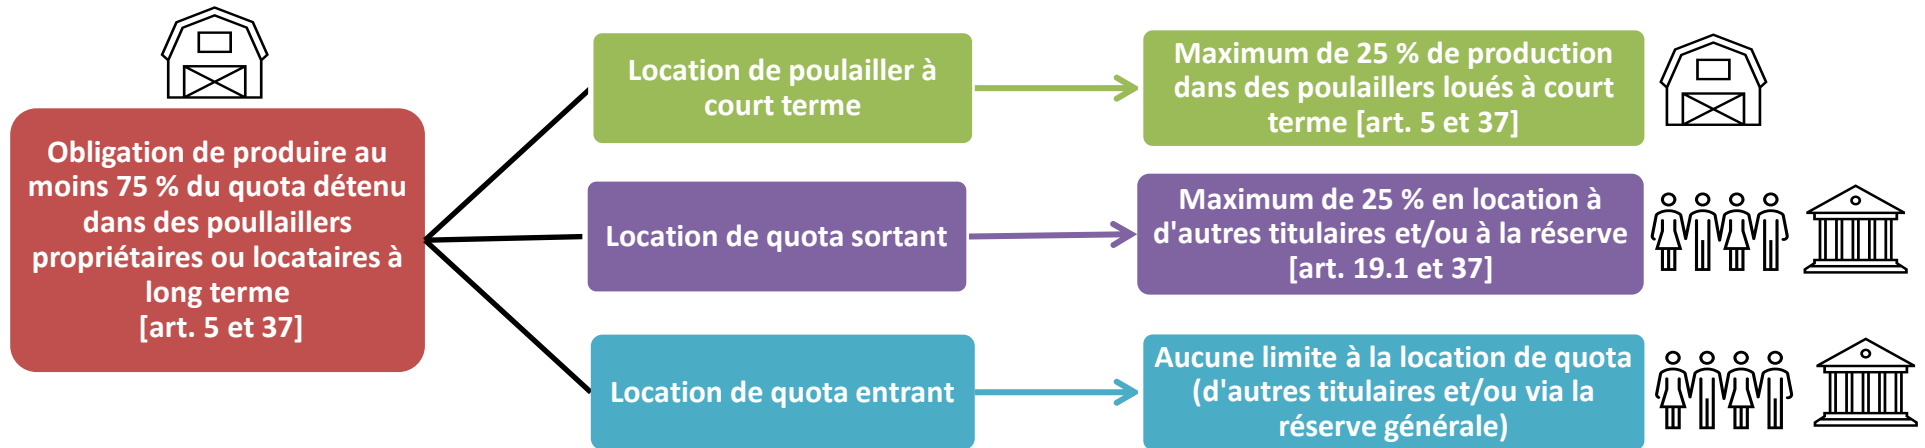 Obligation de produire au
moins 75 % du quota détenu
dans des poullaillers
propriétaires ou locataires à
long terme
[art. 5 et 37]
Location de poulailler à
court terme
Maximum de 25 % de production
dans des poulaillers loués à court
terme [art. 5 et 37]
Location de quota sortant
Maximum de 25 % en location à
d'autres titulaires et/ou à la réserve
[art. 19.1 et 37]
Location de quota entrant
Aucune limite à la location de quota
(d'autres titulaires et/ou via la
réserve générale)